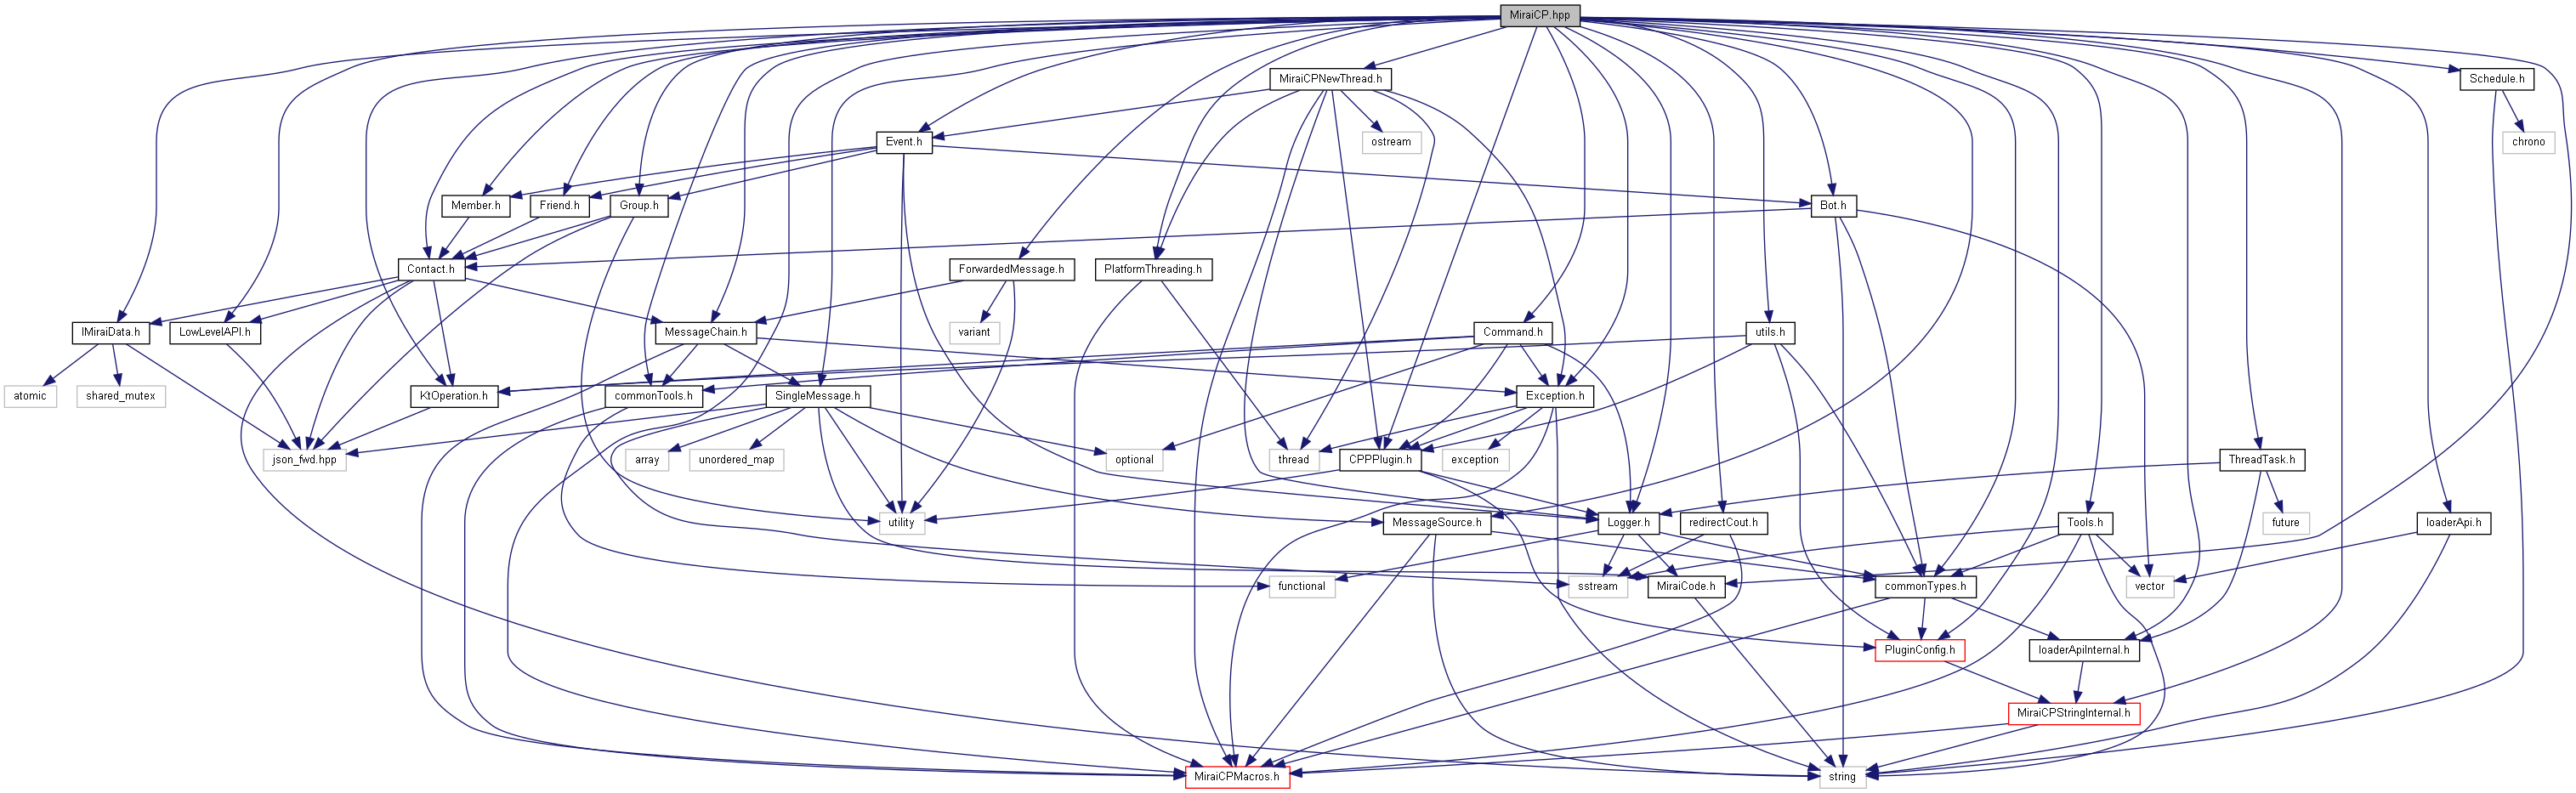 MiraiCP.hpp
MiraiCPNewThread.h
Schedule.h
Event.h
ostream
chrono
Member.h
Friend.h
Group.h
Bot.h
Contact.h
ForwardedMessage.h
PlatformThreading.h
IMiraiData.h
LowLevelAPI.h
MessageChain.h
variant
Command.h
utils.h
atomic
shared_mutex
KtOperation.h
commonTools.h
SingleMessage.h
Exception.h
json_fwd.hpp
array
unordered_map
optional
thread
CPPPlugin.h
exception
ThreadTask.h
utility
MessageSource.h
Logger.h
redirectCout.h
Tools.h
future
loaderApi.h
functional
sstream
MiraiCode.h
commonTypes.h
vector
PluginConfig.h
loaderApiInternal.h
MiraiCPStringInternal.h
MiraiCPMacros.h
string